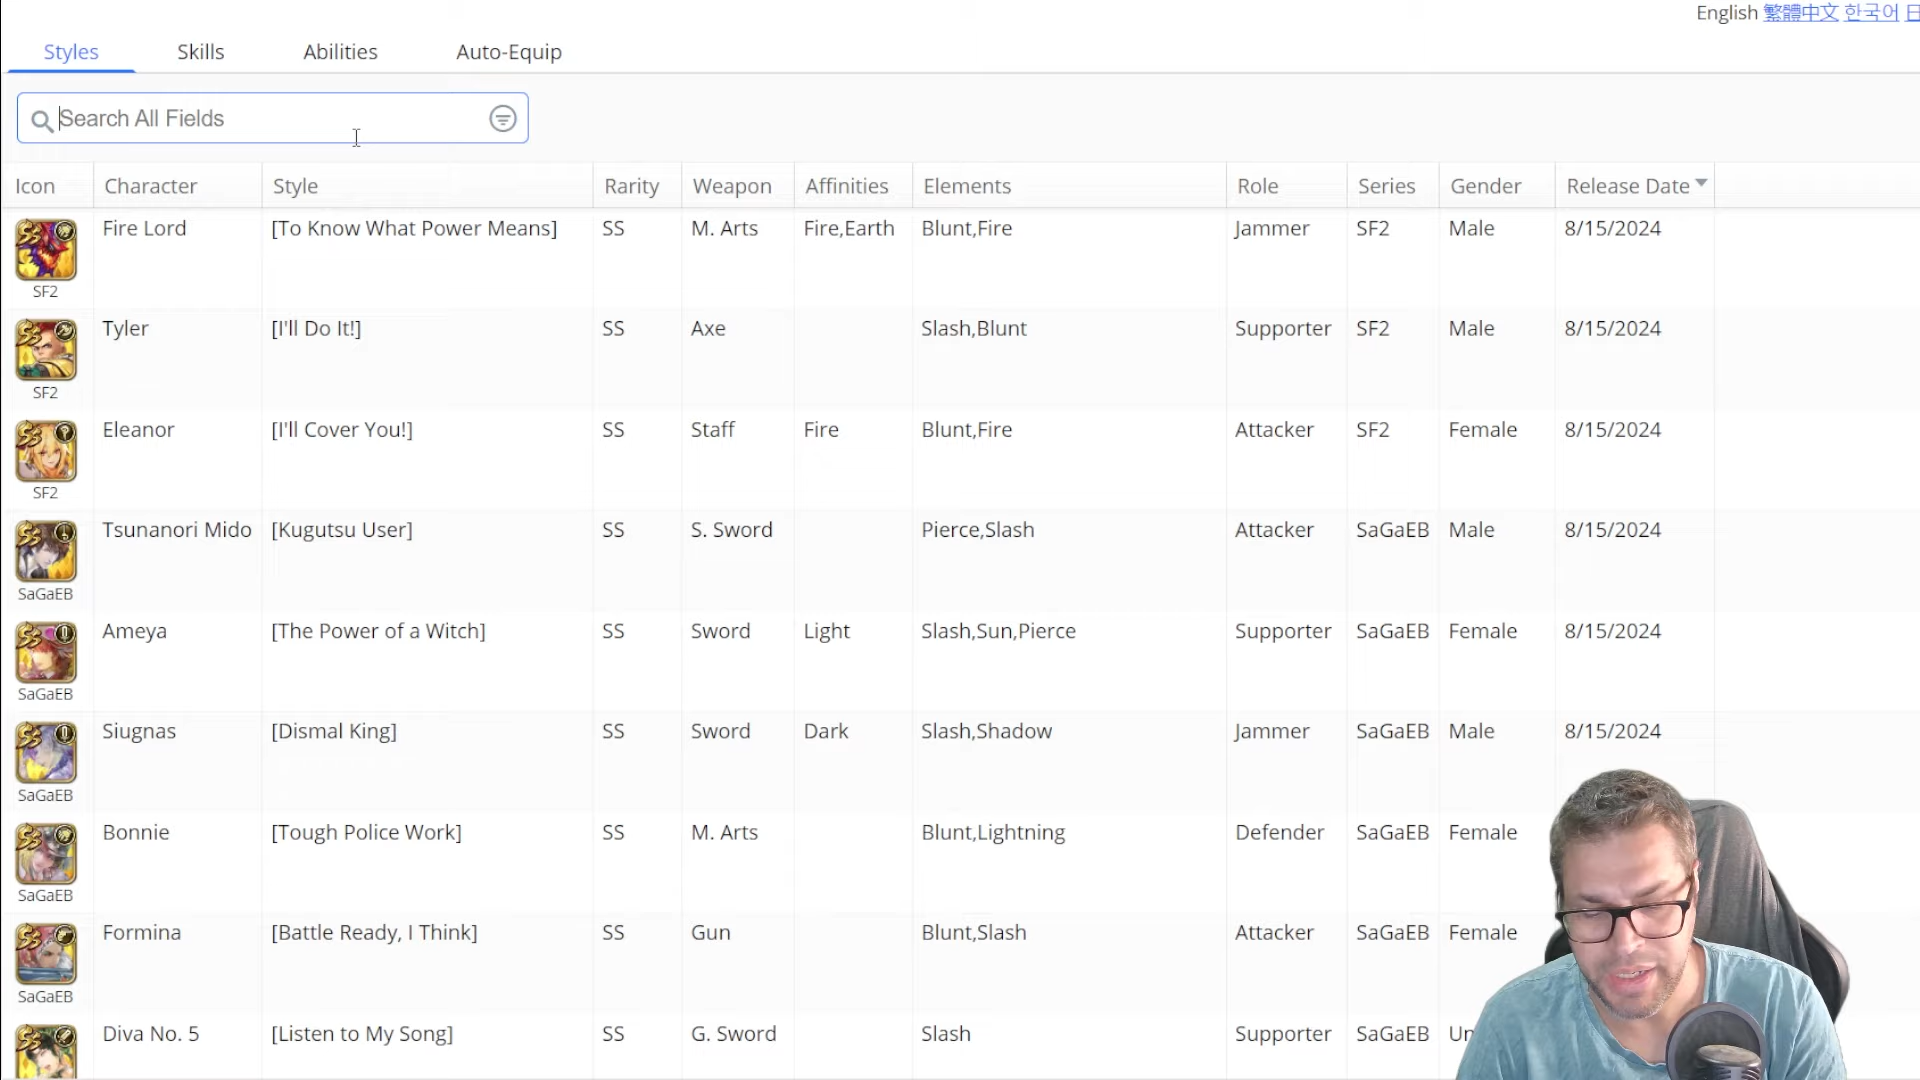 English 繁體中文 한국어 日
Styles Skills Abilities Auto-Equip
Search All Fields
Icon Character Style Rarity Weapon Affinities Elements Role Series Gender Release Date
Fire Lord [To Know What Power Means] SS M. Arts Fire,Earth Blunt,Fire Jammer SF2 Male 8/15/2024
SF2
Tyler [I'll Do It!] SS Axe Slash,Blunt Supporter SF2 Male 8/15/2024
SF2
Eleanor [I'll Cover You!] SS Staff Fire Blunt,Fire Attacker SF2 Female 8/15/2024
SF2
Tsunanori Mido [Kugutsu User] SS S. Sword Pierce,Slash Attacker SaGaEB Male 8/15/2024
SaGaEB
Ameya [The Power of a Witch] SS Sword Light Slash,Sun,Pierce Supporter SaGaEB Female 8/15/2024
SaGaEB
Siugnas [Dismal King] SS Sword Dark Slash,Shadow Jammer SaGaEB Male 8/15/2024
SaGaEB
Bonnie [Tough Police Work] SS M. Arts Blunt,Lightning Defender SaGaEB Female
SaGaEB
Formina [Battle Ready, I Think] SS Gun Blunt,Slash Attacker SaGaEB Female
SaGaEB
Diva No. 5 [Listen to My Song] SS G. Sword Slash Supporter SaGaEB